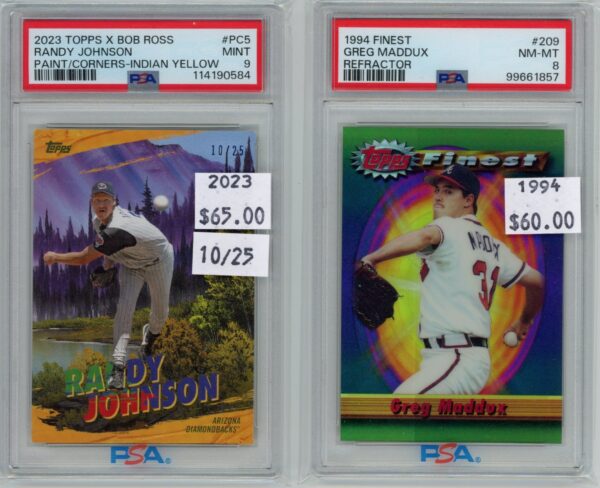 2023 TOPPS X BOB ROSS #PC5
RANDY JOHNSON MINT
PAINT/CORNERS-INDIAN YELLOW 9
PSA 114190584
Topps
10/25
2023
$65.00
10/25
RANDY
JOHNSON
ARIZONA
DIAMONDBACKS
PSA
1994 FINEST #209
GREG MADDUX NM-MT
REFRACTOR 8
PSA 99661857
Topps Finest
1994
$60.00
MADDUX
31
Greg Maddux
PSA